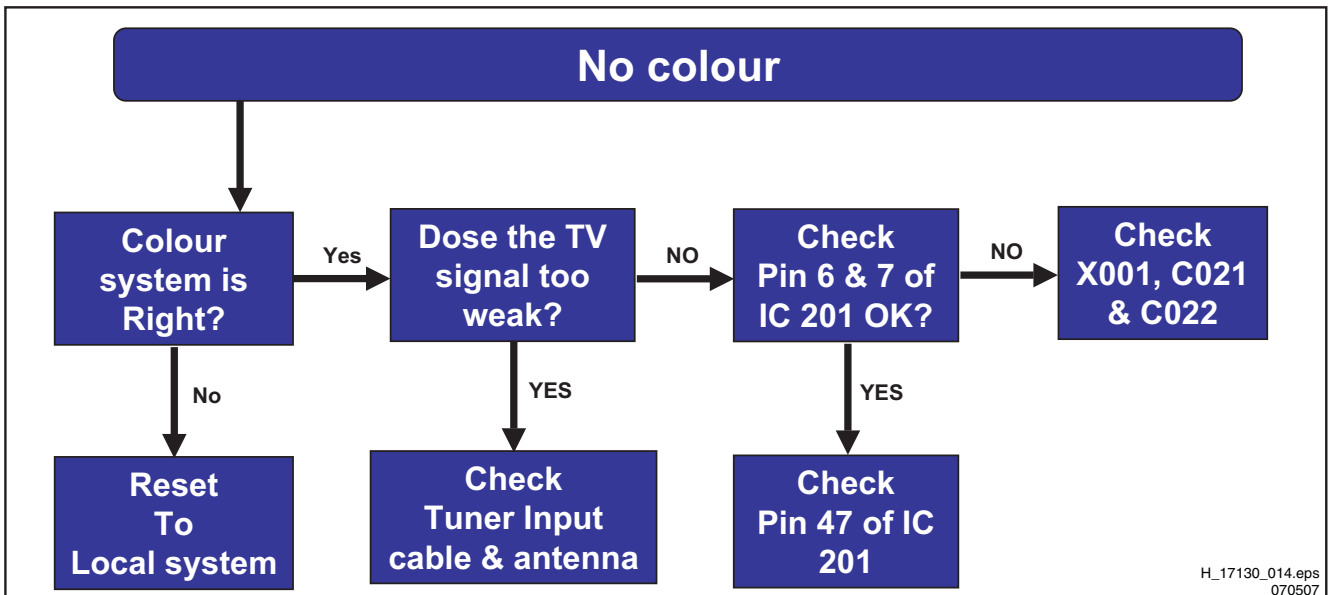 No colour
Colour
system is
Right?
Yes
Dose the TV
signal too
weak?
NO
Check
Pin 6 & 7 of
IC 201 OK?
NO
Check
X001, C021
& C022
No
YES
YES
Reset
To
Local system
Check
Tuner Input
cable & antenna
Check
Pin 47 of IC
201
H_17130_014.eps
070507